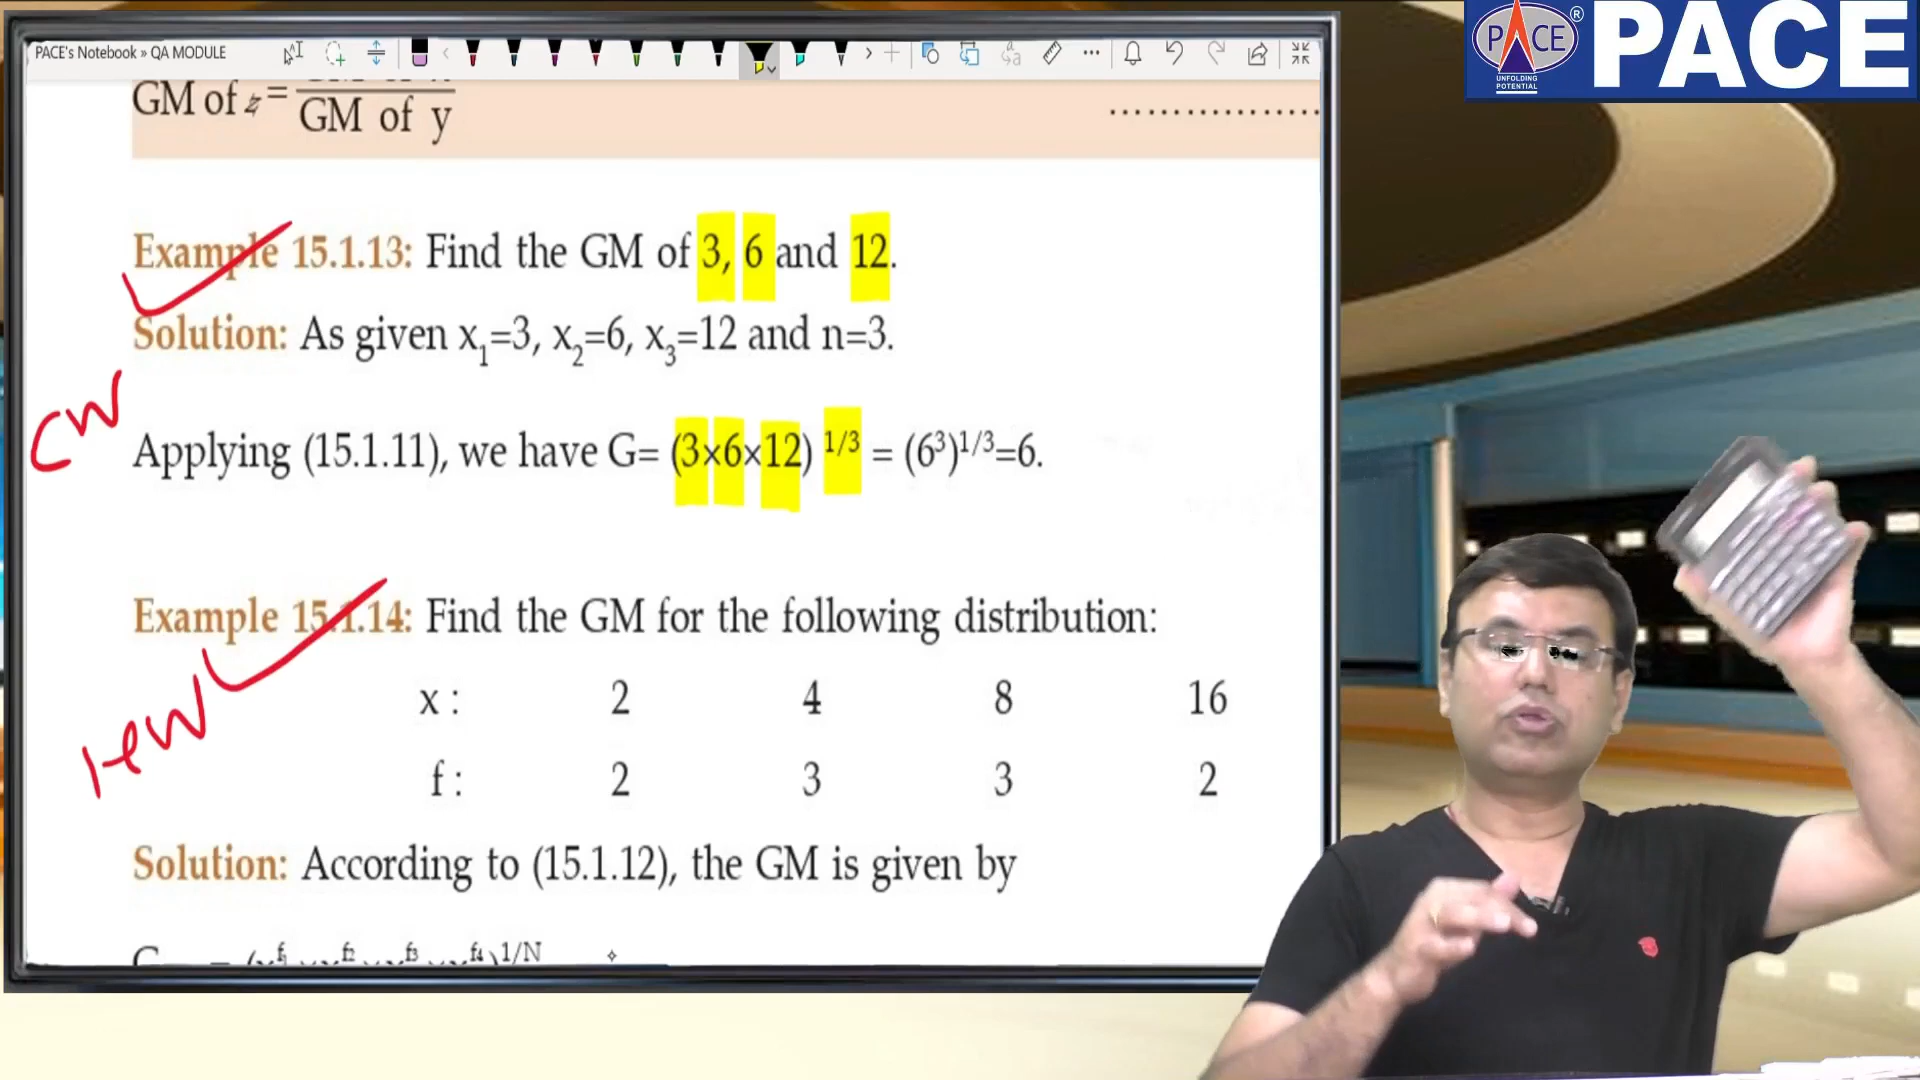 PACE's Notebook » QA MODULE
PACE®
PACE
UNFOLDING
POTENTIAL
GM of z = GM of y
....................
Example 15.1.13: Find the GM of 3, 6 and 12.
Solution: As given x₁=3, x₂=6, x₃=12 and n=3.
CW
Applying (15.1.11), we have G= (3×6×12) ¹/³ = (6³)¹/³=6.
Example 15.1.14: Find the GM for the following distribution:
HW
x : 2 4 8 16
f : 2 3 3 2
Solution: According to (15.1.12), the GM is given by